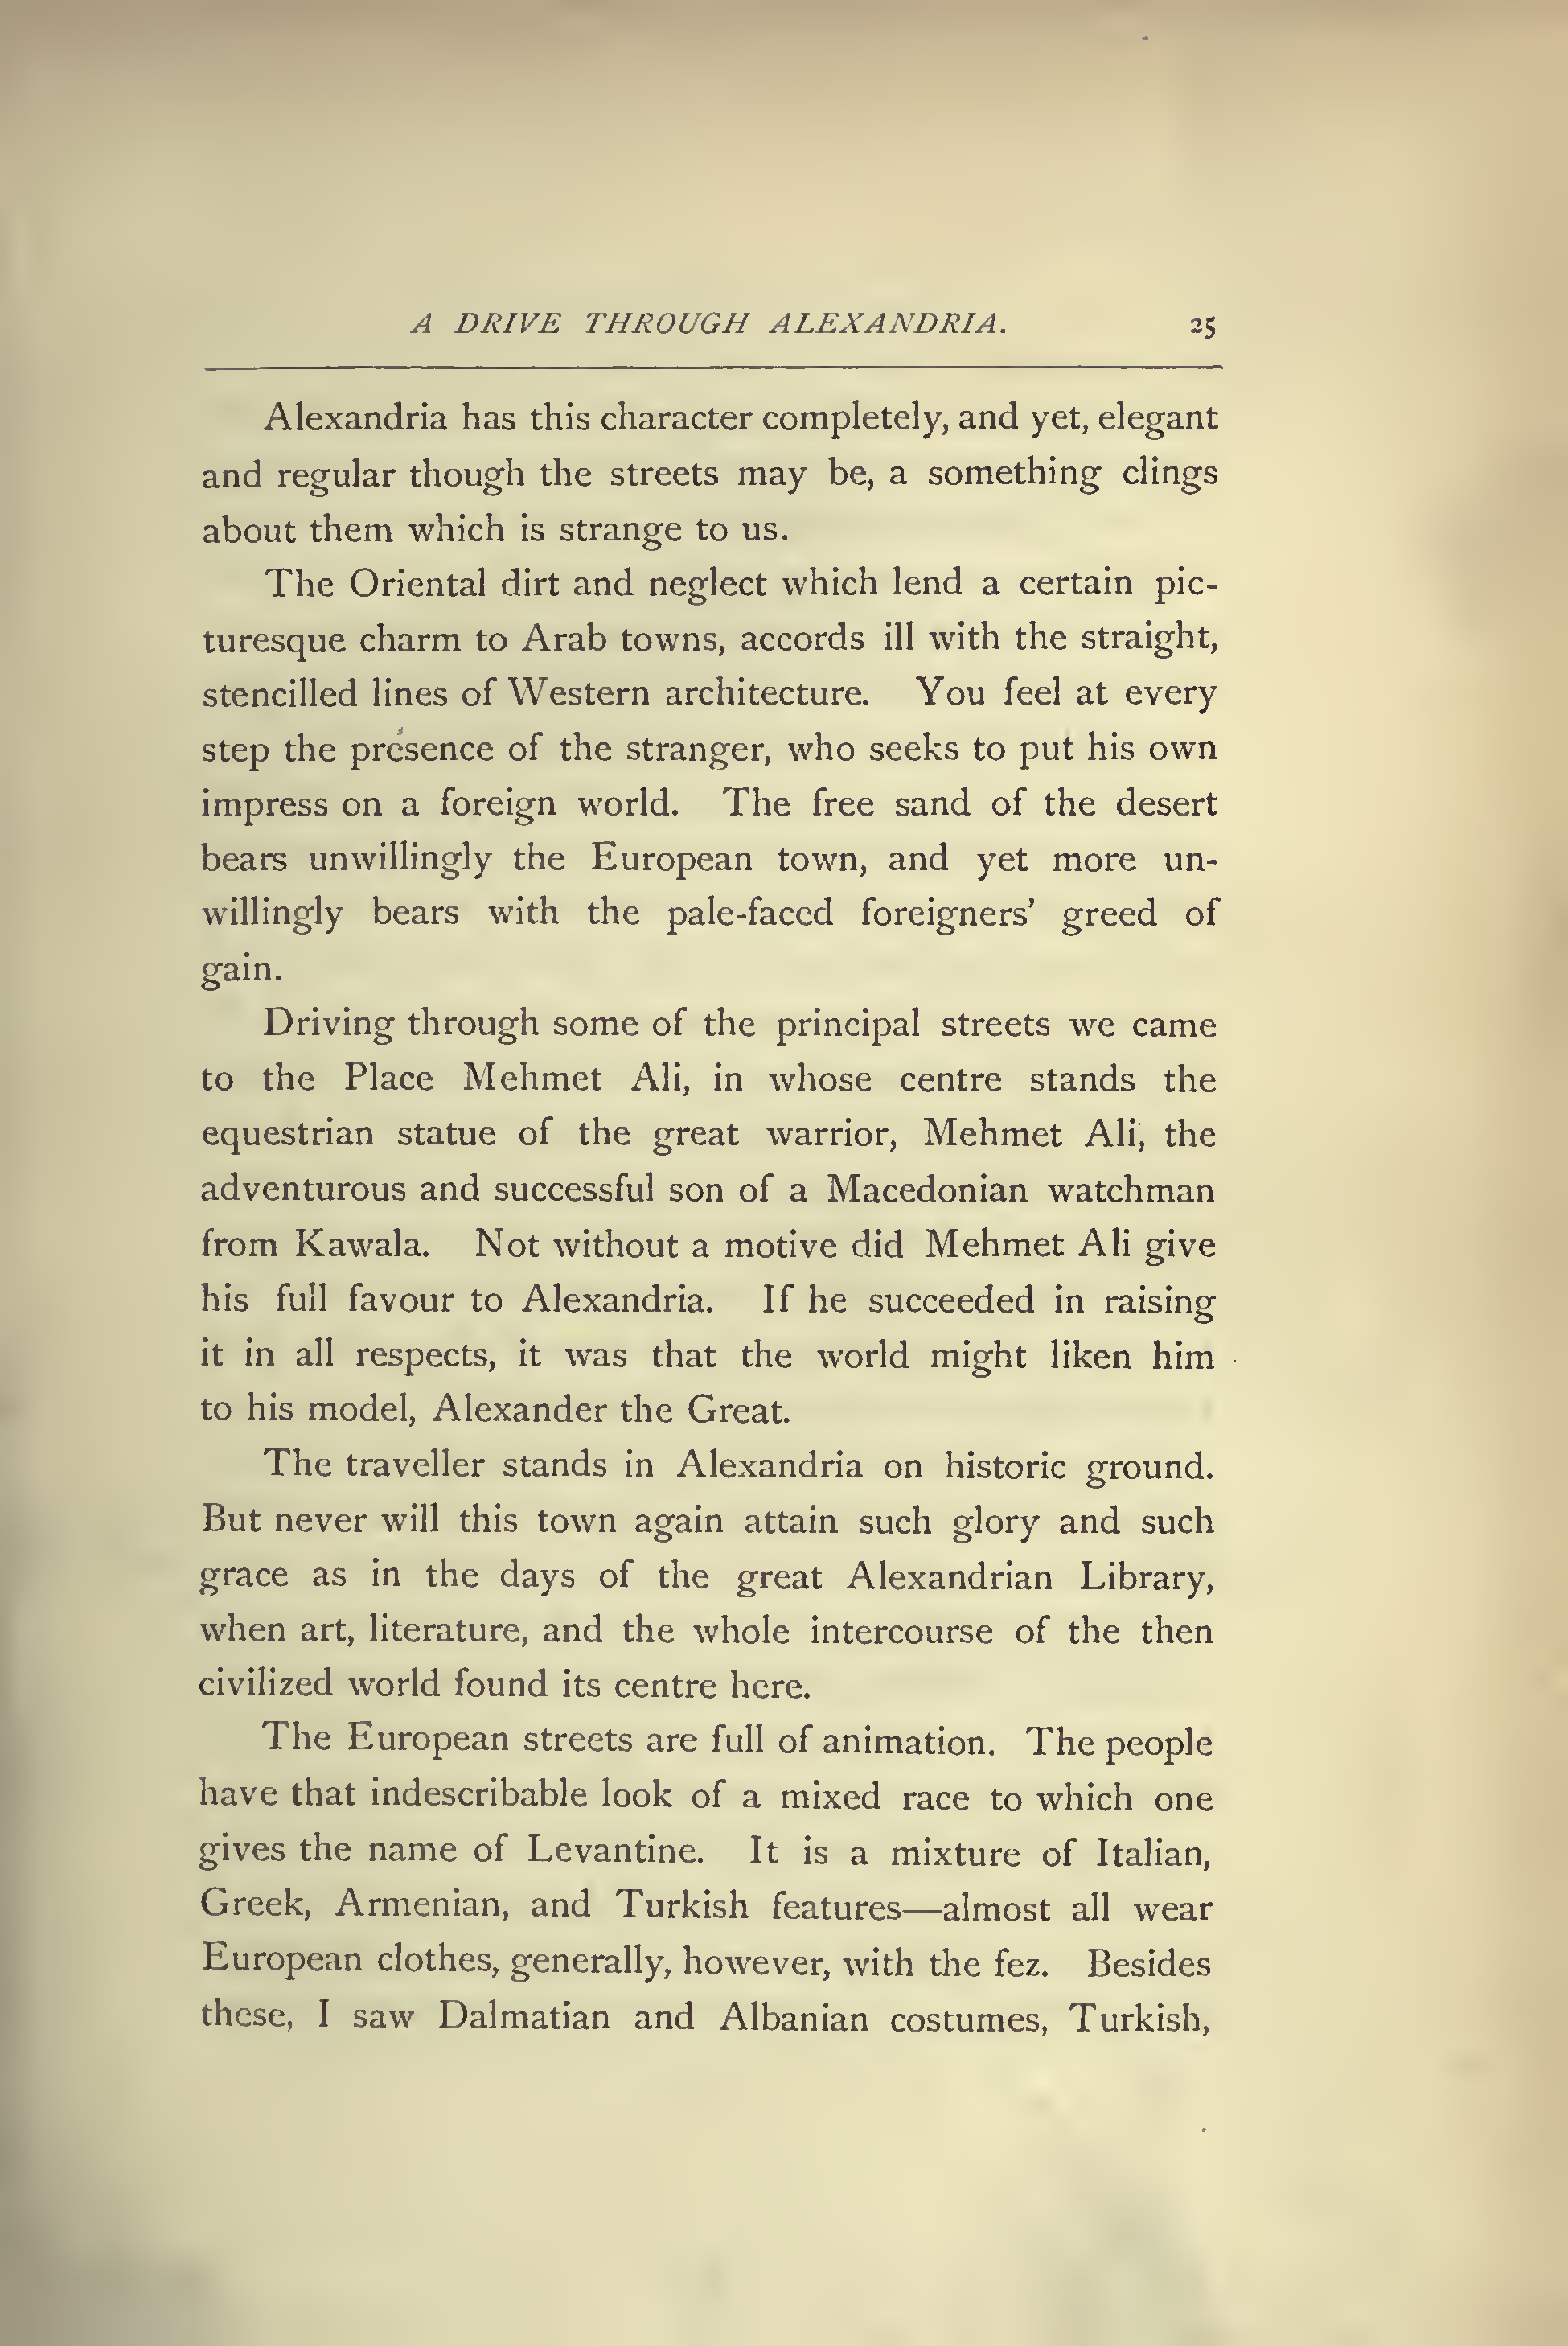 A DRIVE THROUGH ALEXANDRIA. 25
Alexandria has this character completely, and yet, elegant
and regular though the streets may be, a something clings
about them which is strange to us.
The Oriental dirt and neglect which lend a certain pic-
turesque charm to Arab towns, accords ill with the straight,
stencilled lines of Western architecture. You feel at every
step the presence of the stranger, who seeks to put his own
impress on a foreign world. The free sand of the desert
bears unwillingly the European town, and yet more un-
willingly bears with the pale-faced foreigners' greed of
gain.
Driving through some of the principal streets we came
to the Place Mehmet Ali, in whose centre stands the
equestrian statue of the great warrior, Mehmet Ali, the
adventurous and successful son of a Macedonian watchman
from Kawala. Not without a motive did Mehmet Ali give
his full favour to Alexandria. If he succeeded in raising
it in all respects, it was that the world might liken him
to his model, Alexander the Great.
The traveller stands in Alexandria on historic ground.
But never will this town again attain such glory and such
grace as in the days of the great Alexandrian Library,
when art, literature, and the whole intercourse of the then
civilized world found its centre here.
The European streets are full of animation. The people
have that indescribable look of a mixed race to which one
gives the name of Levantine. It is a mixture of Italian,
Greek, Armenian, and Turkish features—almost all wear
European clothes, generally, however, with the fez. Besides
these, I saw Dalmatian and Albanian costumes, Turkish,